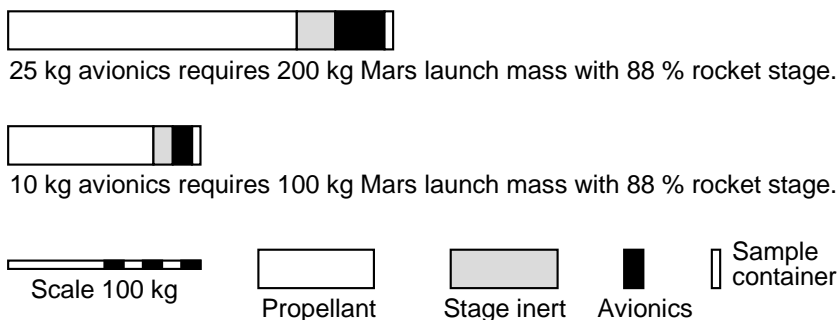 25 kg avionics requires 200 kg Mars launch mass with 88 % rocket stage.
10 kg avionics requires 100 kg Mars launch mass with 88 % rocket stage.
Scale 100 kg
Propellant
Stage inert
Avionics
Sample
container